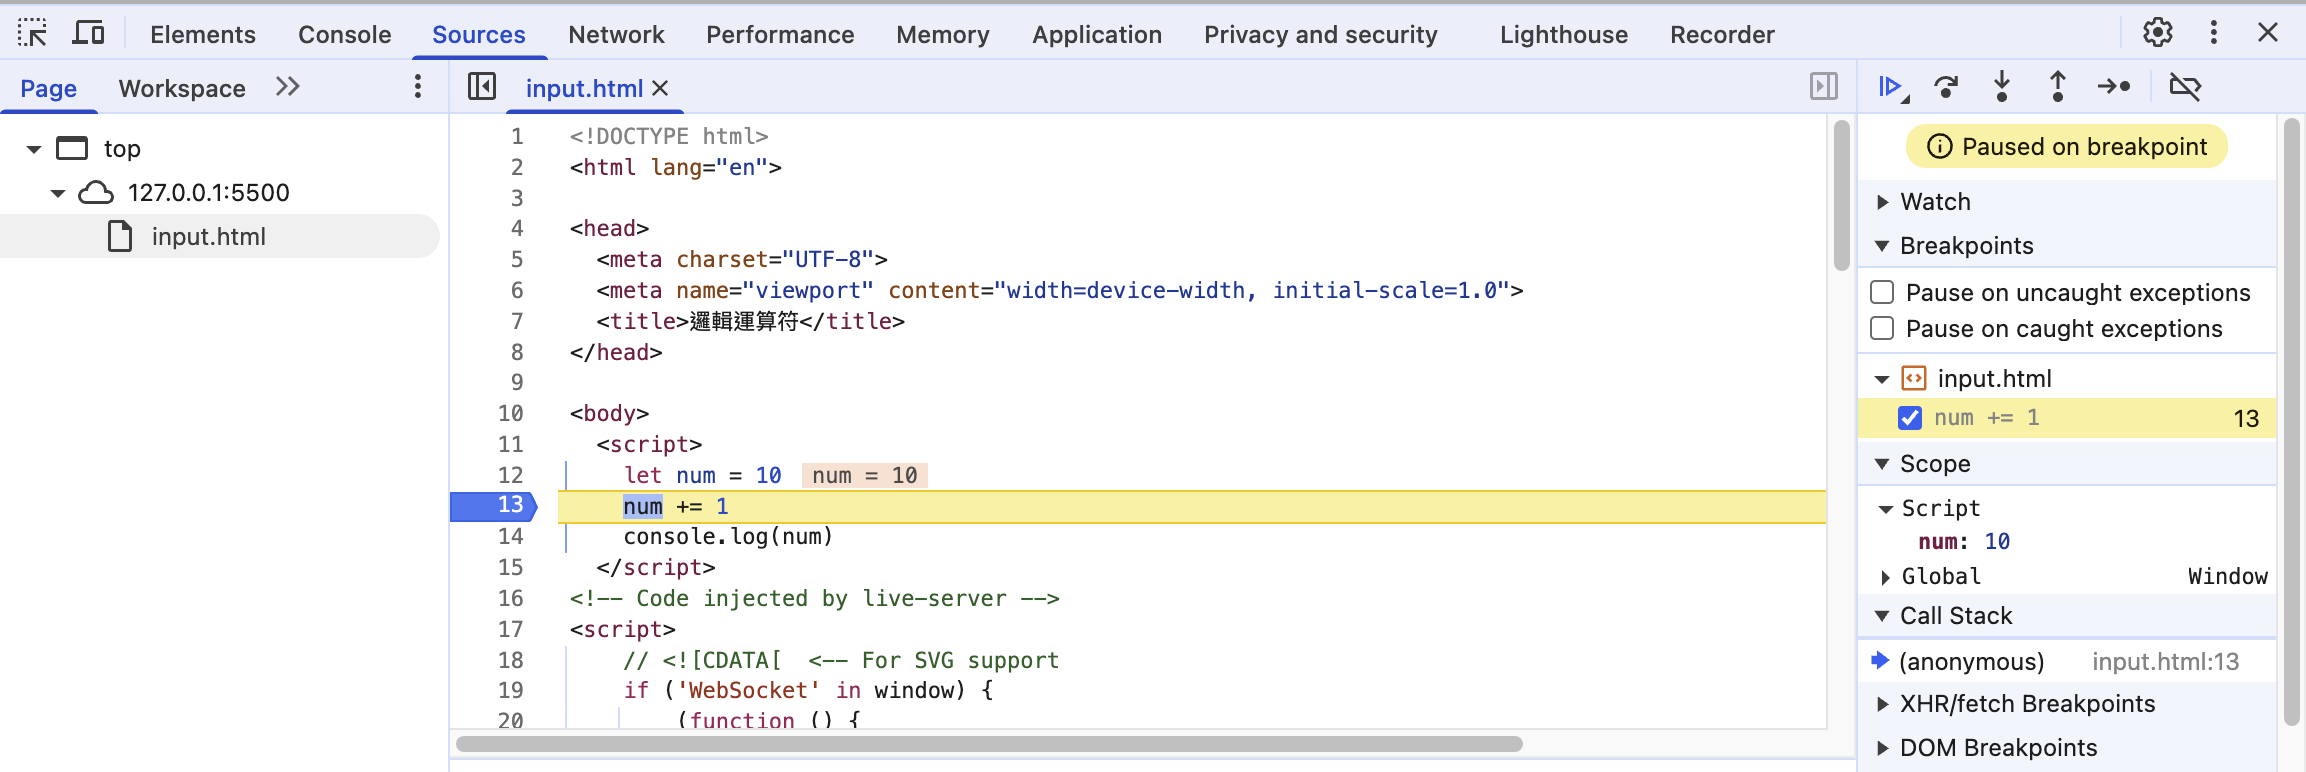 Elements Console Sources Network Performance Memory Application Privacy and security Lighthouse Recorder
Page Workspace
top
127.0.0.1:5500
input.html
input.html
1 <!DOCTYPE html>
2 <html lang="en">
3
4 <head>
5 <meta charset="UTF-8">
6 <meta name="viewport" content="width=device-width, initial-scale=1.0">
7 <title>邏輯運算符</title>
8 </head>
9
10 <body>
11 <script>
12 let num = 10 num = 10
13 num += 1
14 console.log(num)
15 </script>
16 <!-- Code injected by live-server -->
17 <script>
18 // <![CDATA[ <-- For SVG support
19 if ('WebSocket' in window) {
20 (function () {
Paused on breakpoint
Watch
Breakpoints
Pause on uncaught exceptions
Pause on caught exceptions
input.html
num += 1 13
Scope
Script
num: 10
Global Window
Call Stack
(anonymous) input.html:13
XHR/fetch Breakpoints
DOM Breakpoints